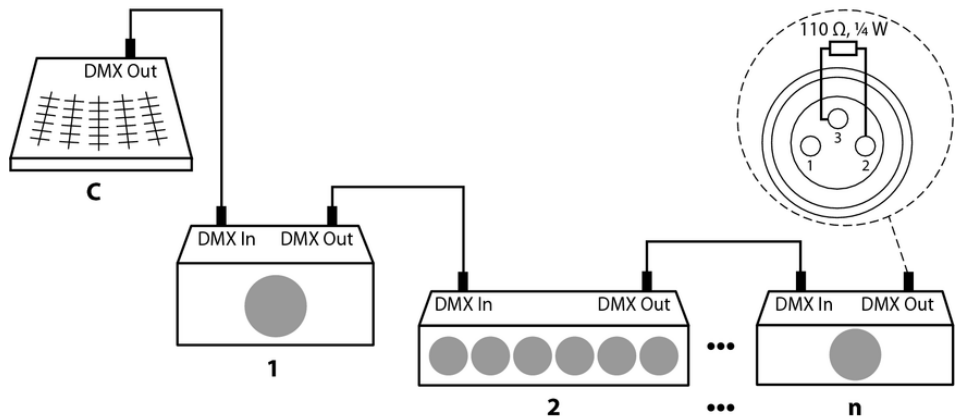 110 Ω, ¼ W
DMX Out
3
1
2
C
DMX In DMX Out
1
DMX In DMX Out
•••
DMX In DMX Out
2
•••
n